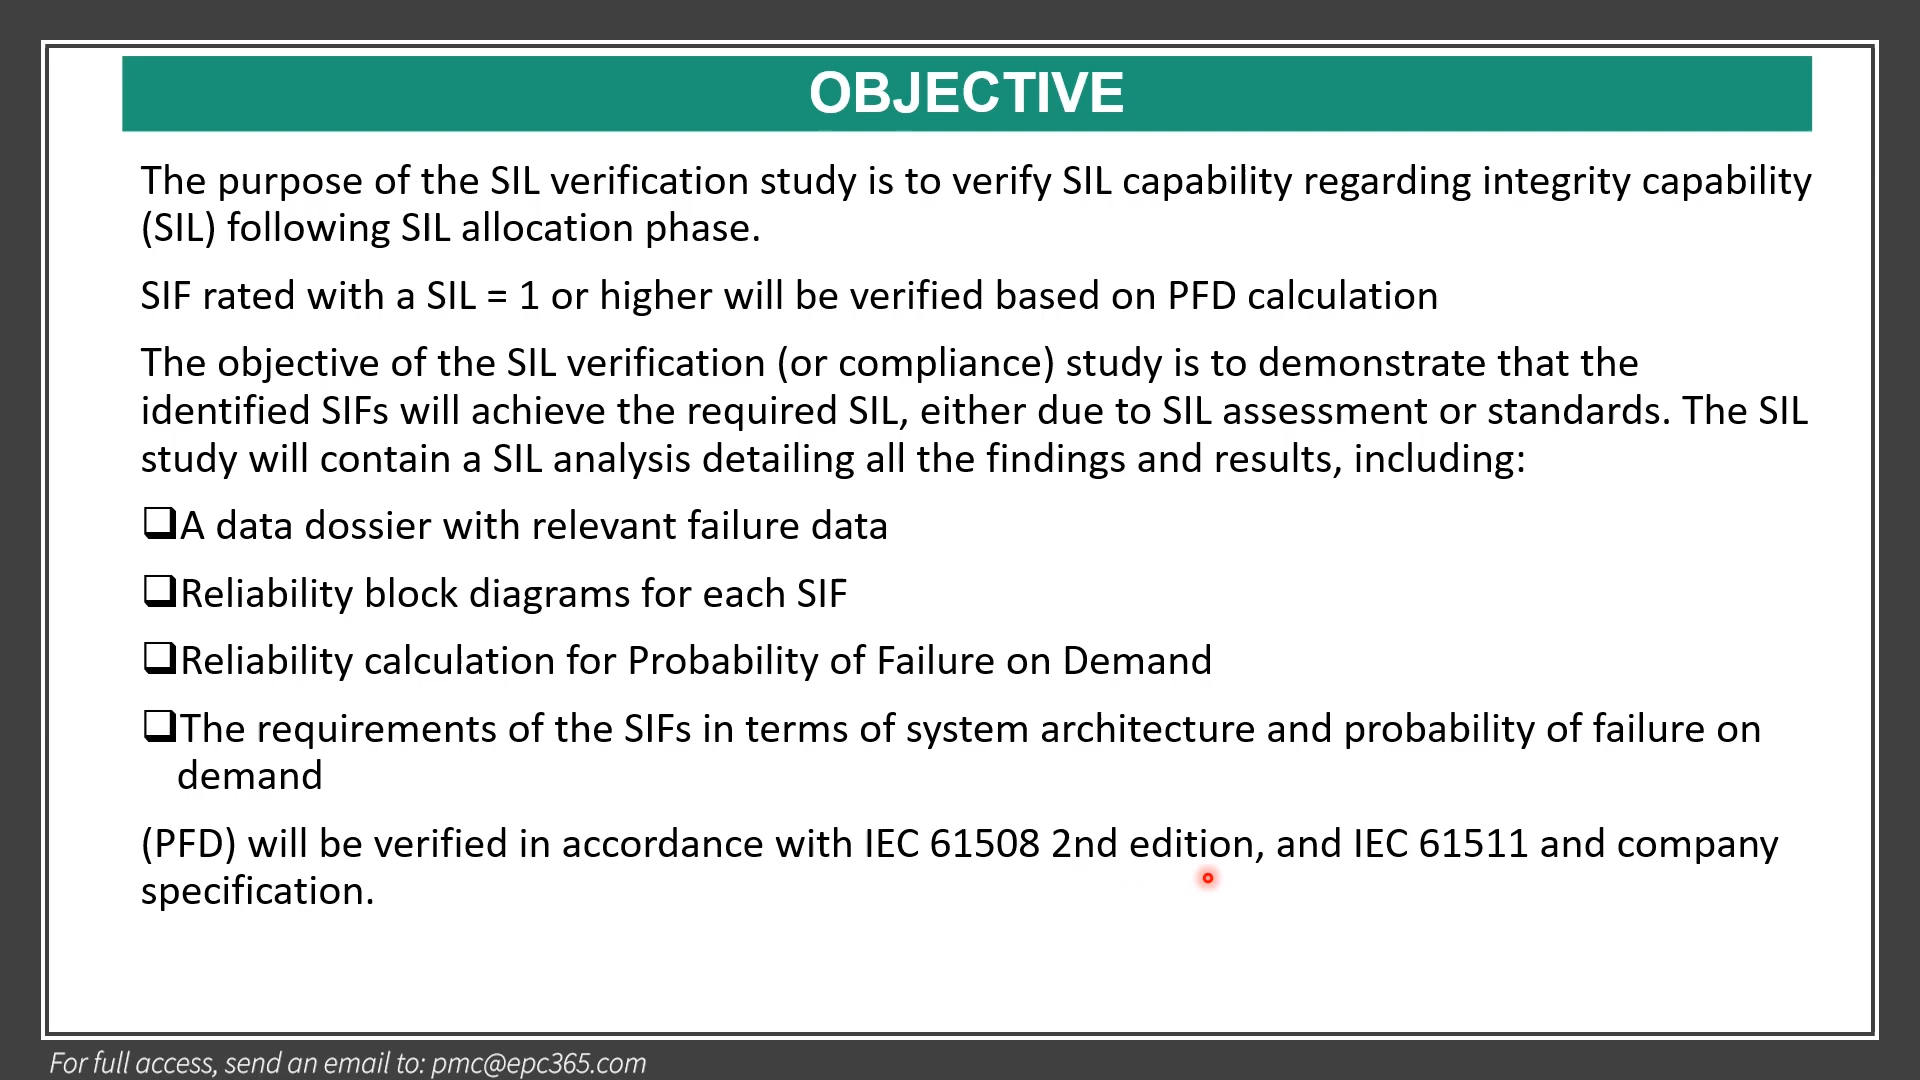 OBJECTIVE
The purpose of the SIL verification study is to verify SIL capability regarding integrity capability
(SIL) following SIL allocation phase.
SIF rated with a SIL = 1 or higher will be verified based on PFD calculation
The objective of the SIL verification (or compliance) study is to demonstrate that the
identified SIFs will achieve the required SIL, either due to SIL assessment or standards. The SIL
study will contain a SIL analysis detailing all the findings and results, including:
❑A data dossier with relevant failure data
❑Reliability block diagrams for each SIF
❑Reliability calculation for Probability of Failure on Demand
❑The requirements of the SIFs in terms of system architecture and probability of failure on
demand
(PFD) will be verified in accordance with IEC 61508 2nd edition, and IEC 61511 and company
specification.
For full access, send an email to: pmc@epc365.com